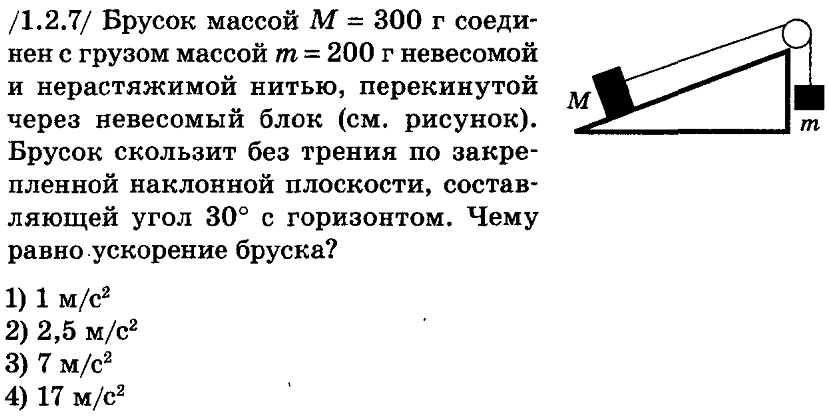 /1.2.7/ Брусок массой M = 300 г соеди-
нен с грузом массой m = 200 г невесомой
и нерастяжимой нитью, перекинутой
через невесомый блок (см. рисунок).
Брусок скользит без трения по закре-
пленной наклонной плоскости, состав-
ляющей угол 30° с горизонтом. Чему
равно ускорение бруска?
M
m
1) 1 м/с²
2) 2,5 м/с²
3) 7 м/с²
4) 17 м/с²